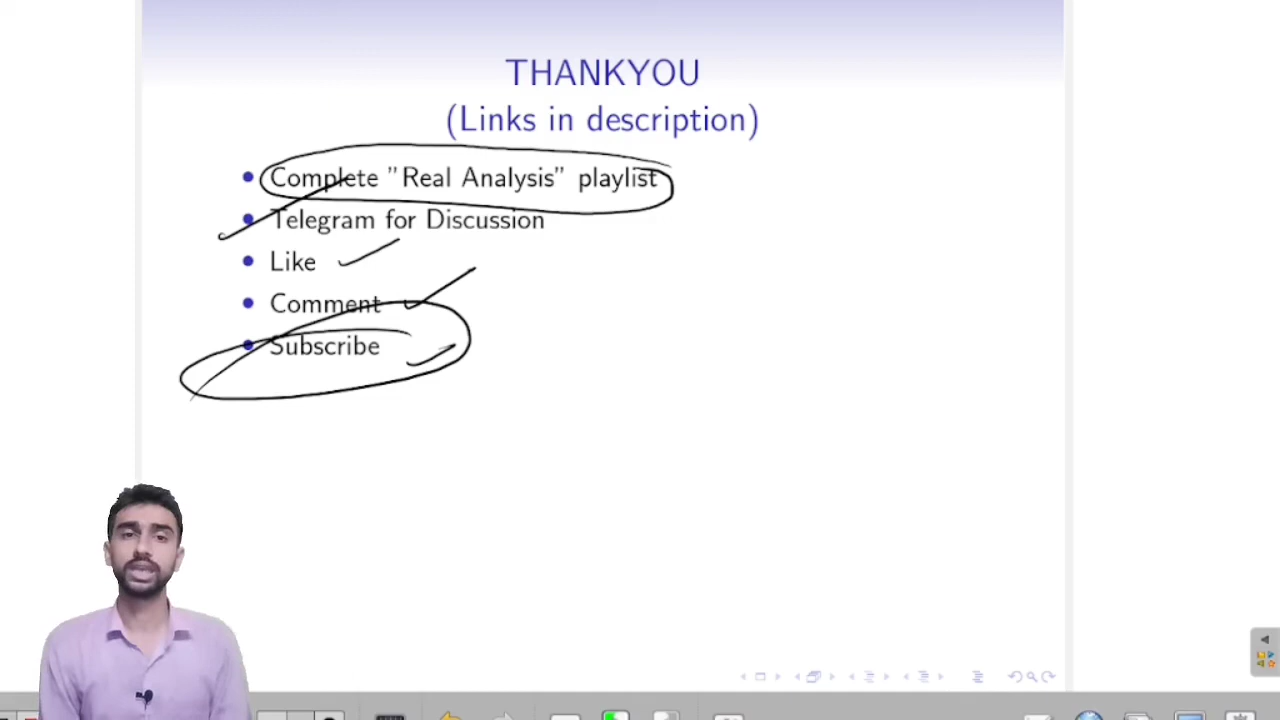 THANKYOU
(Links in description)
Complete "Real Analysis" playlist
Telegram for Discussion
Like
Comment
Subscribe